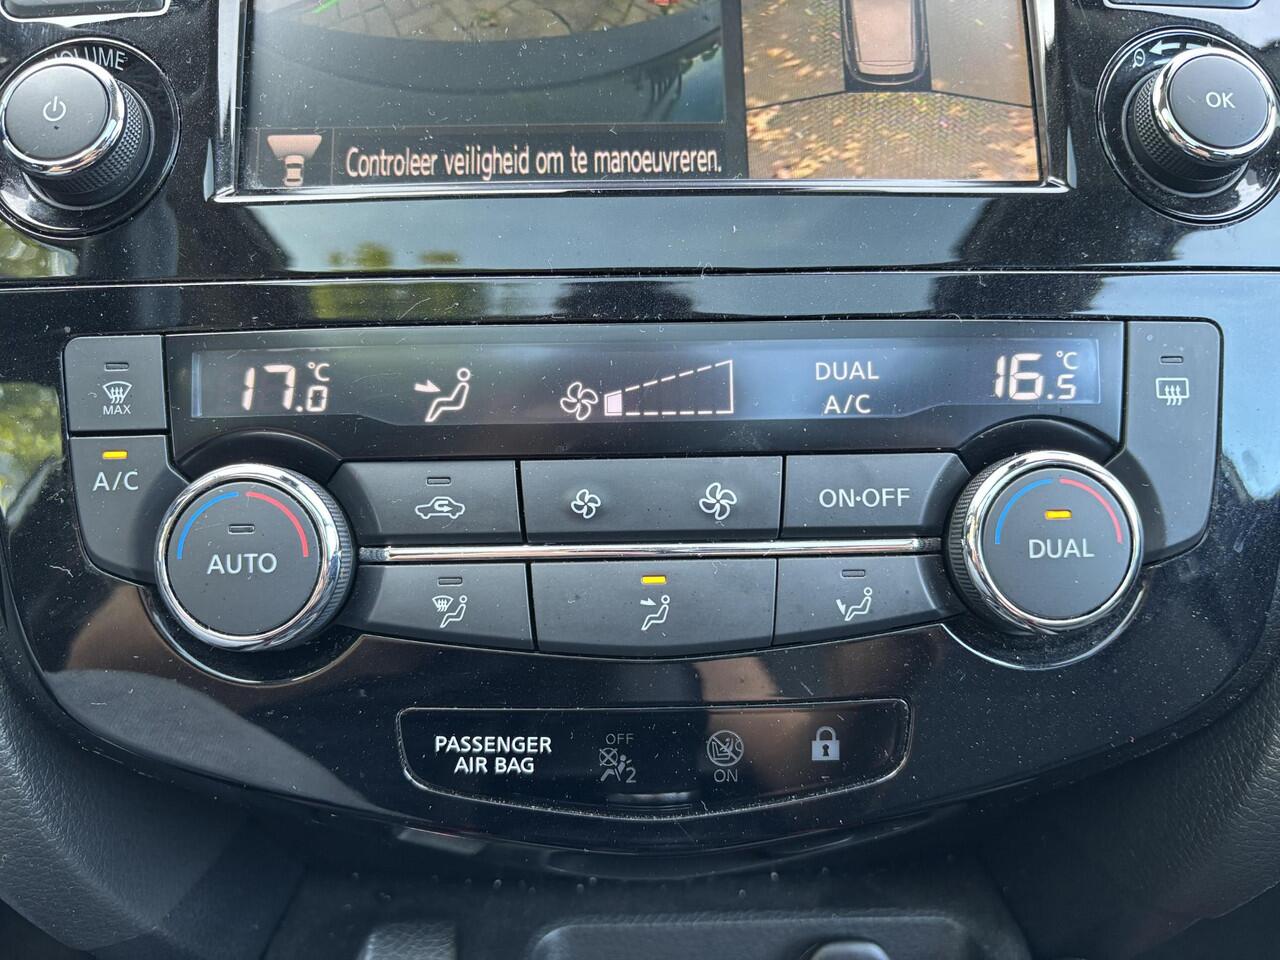 VOLUME
OK
Controleer veiligheid om te manoeuvreren.
17.0 °C
DUAL
A/C
16.5 °C
MAX
A/C
AUTO
ON·OFF
DUAL
PASSENGER
AIR BAG
OFF
2
ON